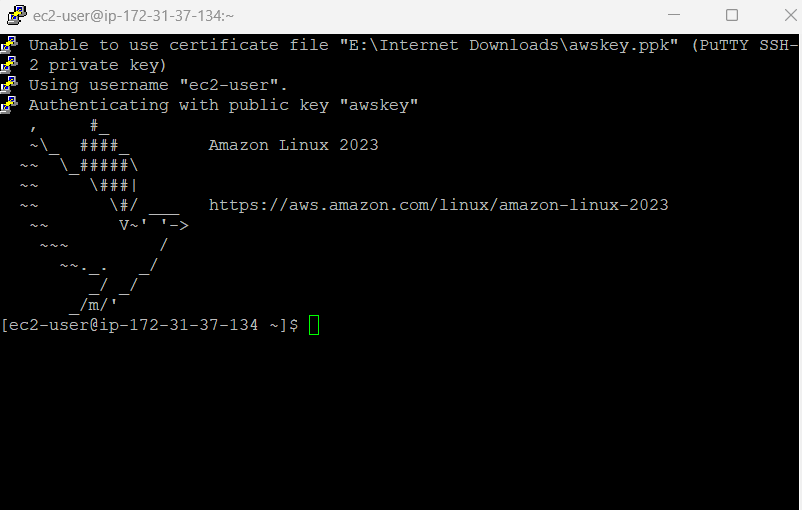 ec2-user@ip-172-31-37-134:~
Unable to use certificate file "E:\Internet Downloads\awskey.ppk" (PuTTY SSH-
2 private key)
Using username "ec2-user".
Authenticating with public key "awskey"
   ,     #_
   ~\_  ####_        Amazon Linux 2023
  ~~  \_#####\
  ~~     \###|
  ~~       \#/ ___   https://aws.amazon.com/linux/amazon-linux-2023
   ~~       V~' '->
    ~~~         /
      ~~._.   _/
         _/ _/
       _/m/'
[ec2-user@ip-172-31-37-134 ~]$